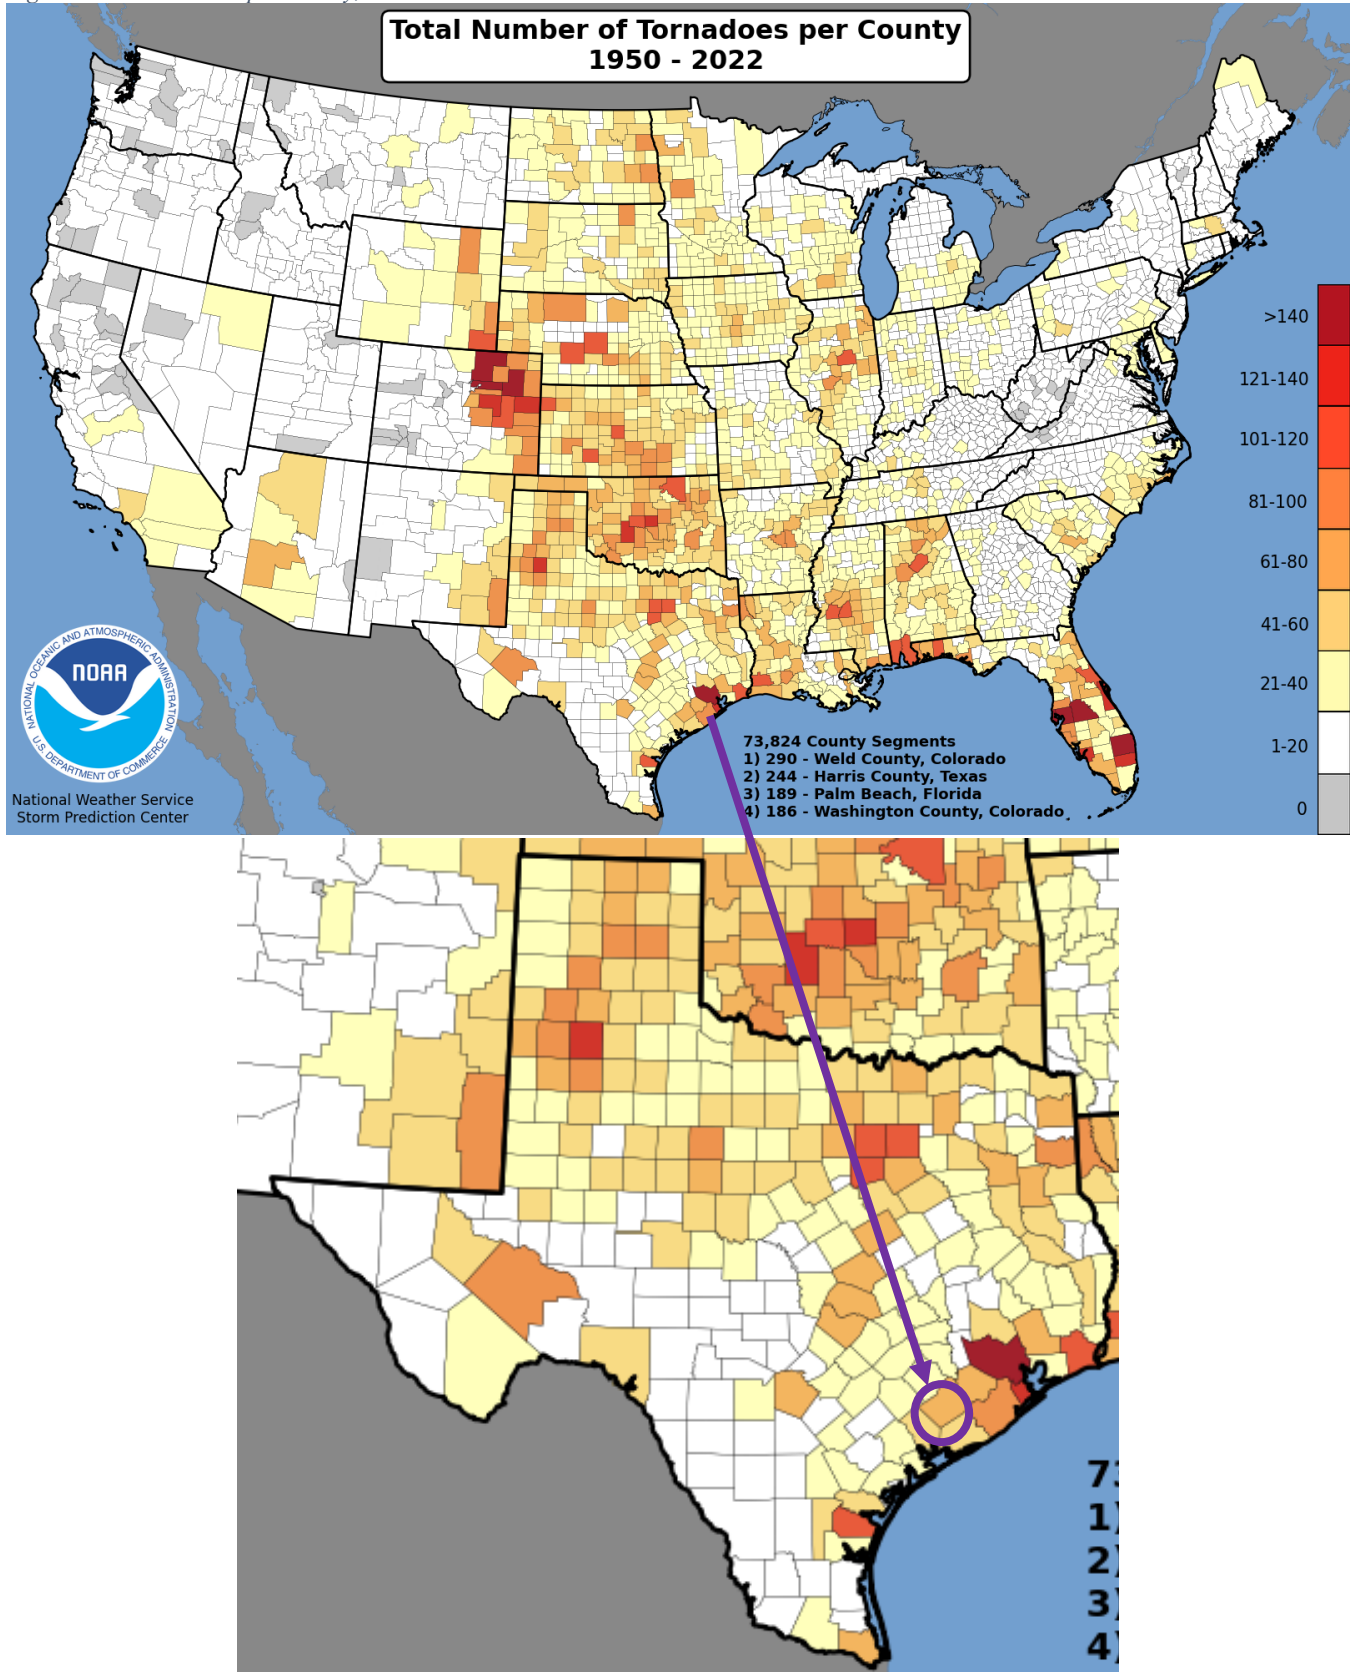 Total Number of Tornadoes per County
1950 - 2022
>140
121-140
101-120
81-100
61-80
41-60
21-40
1-20
0
NATIONAL OCEANIC AND ATMOSPHERIC ADMINISTRATION
NOAA
U.S. DEPARTMENT OF COMMERCE
National Weather Service
Storm Prediction Center
73,824 County Segments
1) 290 - Weld County, Colorado
2) 244 - Harris County, Texas
3) 189 - Palm Beach, Florida
4) 186 - Washington County, Colorado
1)
2)
3)
4)